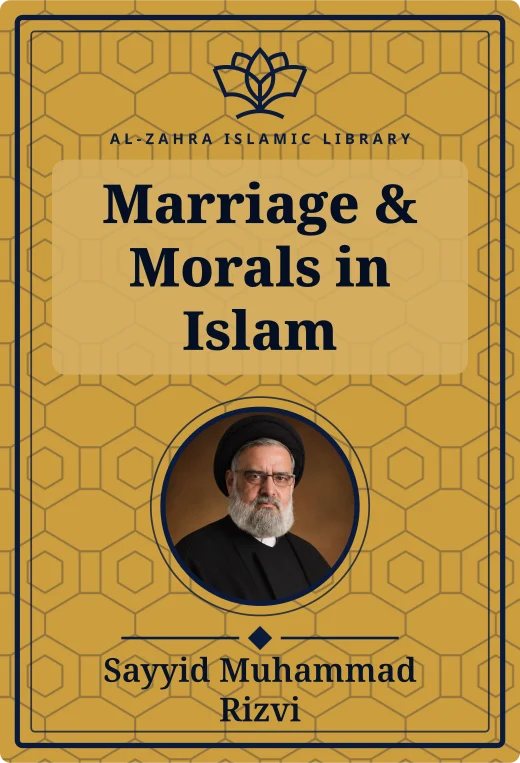 AL-ZAHRA ISLAMIC LIBRARY
Marriage &
Morals in
Islam
Sayyid Muhammad
Rizvi